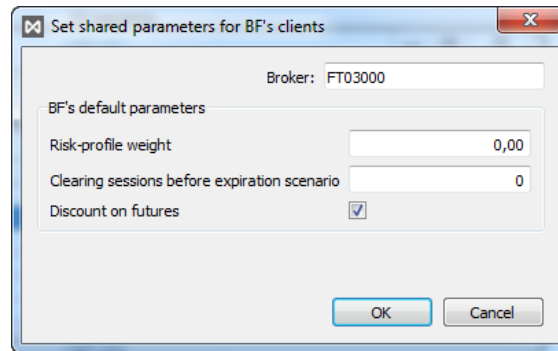 Set shared parameters for BF's clients
Broker: FT03000
BF's default parameters
Risk-profile weight 0,00
Clearing sessions before expiration scenario 0
Discount on futures
OK Cancel